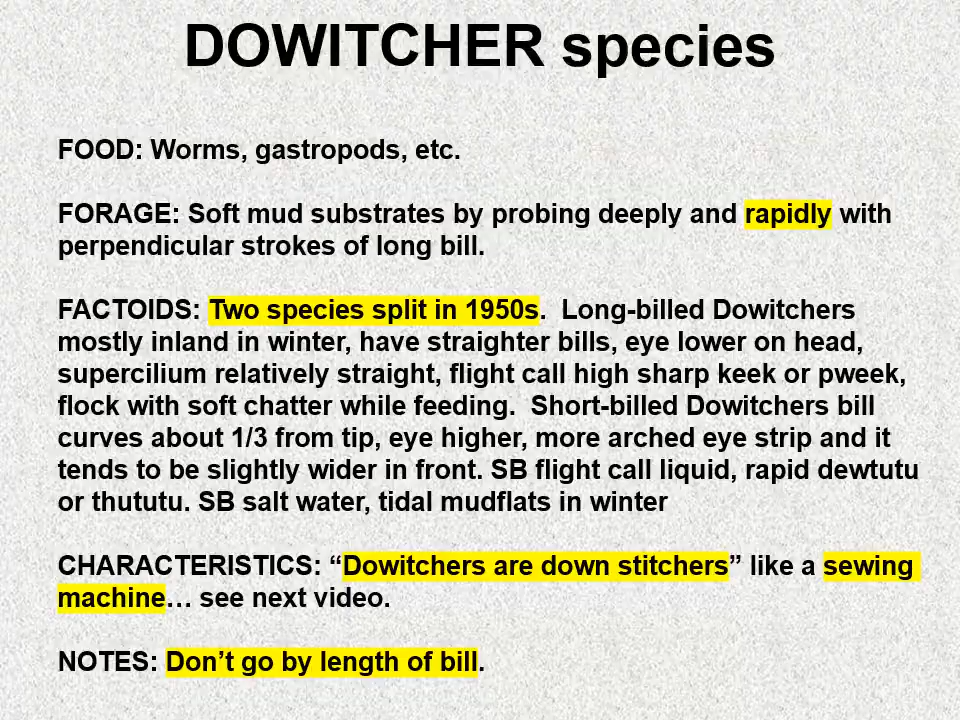 DOWITCHER species
FOOD: Worms, gastropods, etc.
FORAGE: Soft mud substrates by probing deeply and rapidly with
perpendicular strokes of long bill.
FACTOIDS: Two species split in 1950s.  Long-billed Dowitchers
mostly inland in winter, have straighter bills, eye lower on head,
supercilium relatively straight, flight call high sharp keek or pweek,
flock with soft chatter while feeding.  Short-billed Dowitchers bill
curves about 1/3 from tip, eye higher, more arched eye strip and it
tends to be slightly wider in front. SB flight call liquid, rapid dewtutu
or thututu. SB salt water, tidal mudflats in winter
CHARACTERISTICS: “Dowitchers are down stitchers” like a sewing
machine… see next video.
NOTES: Don’t go by length of bill.